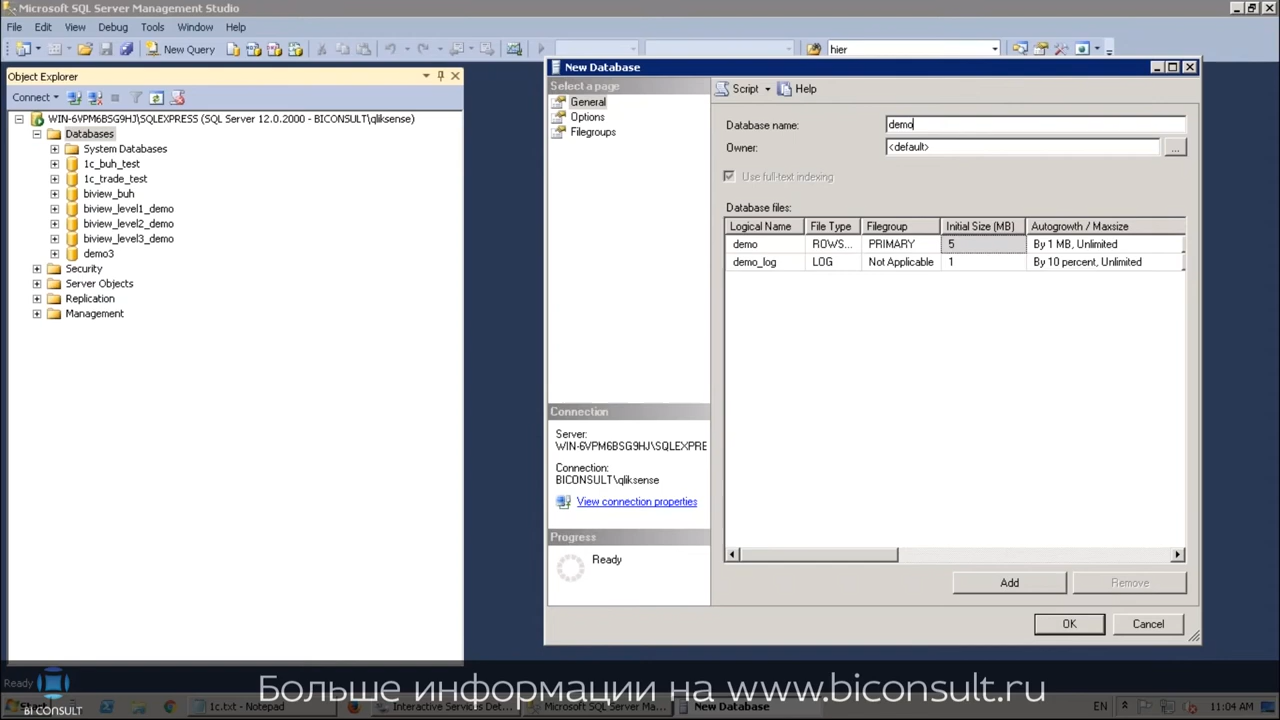 Microsoft SQL Server Management Studio
File Edit View Debug Tools Window Help
New Query
hier
Object Explorer
Connect
WIN-6VPM6BSG9HJ\SQLEXPRESS (SQL Server 12.0.2000 - BICONSULT\qliksense)
Databases
System Databases
1c_buh_test
1c_trade_test
biview_buh
biview_level1_demo
biview_level2_demo
biview_level3_demo
demo3
Security
Server Objects
Replication
Management
New Database
Select a page
General
Options
Filegroups
Script Help
Database name: demo
Owner: <default> ...
Use full-text indexing
Database files:
Logical Name File Type Filegroup Initial Size (MB) Autogrowth / Maxsize
demo ROWS... PRIMARY 5 By 1 MB, Unlimited
demo_log LOG Not Applicable 1 By 10 percent, Unlimited
Connection
Server:
WIN-6VPM6BSG9HJ\SQLEXPRE
Connection:
BICONSULT\qliksense
View connection properties
Progress
Ready
Add Remove
OK Cancel
Ready
Больше информации на www.biconsult.ru
BI CONSULT
1c.txt - Notepad Interactive Services Det... Microsoft SQL Server Man... New Database EN 11:04 AM